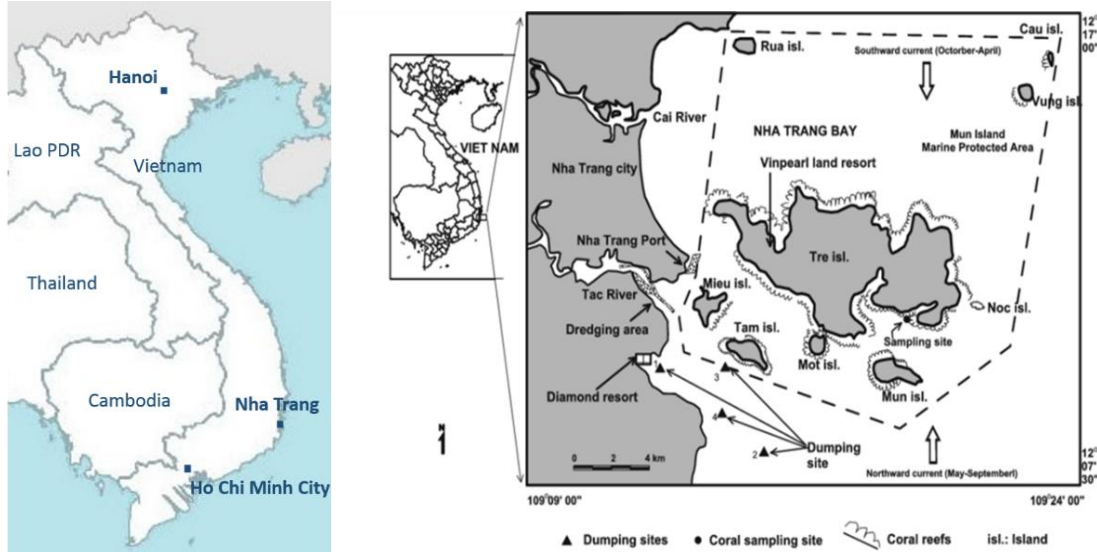 Hanoi
Lao PDR
Vietnam
Thailand
Cambodia
Nha Trang
Ho Chi Minh City
VIET NAM
N
Rua isl.
Cau isl.
Southward current (Octorber-April)
Vung isl.
Cai River
NHA TRANG BAY
Mun Island
Marine Protected Area
Vinpearl land resort
Nha Trang city
Nha Trang Port
Tre isl.
Mieu isl.
Tac River
Noc isl.
Dredging area
Tam isl.
Sampling site
Mot isl.
1
3
Diamond resort
Mun isl.
4
Dumping
site
2
0 2 4 km
Northward current (May-Septemberl)
12°
17'
00"
12°
07'
30"
109°09' 00"
109°24' 00"
Dumping sites
Coral sampling site
Coral reefs
isl.: Island